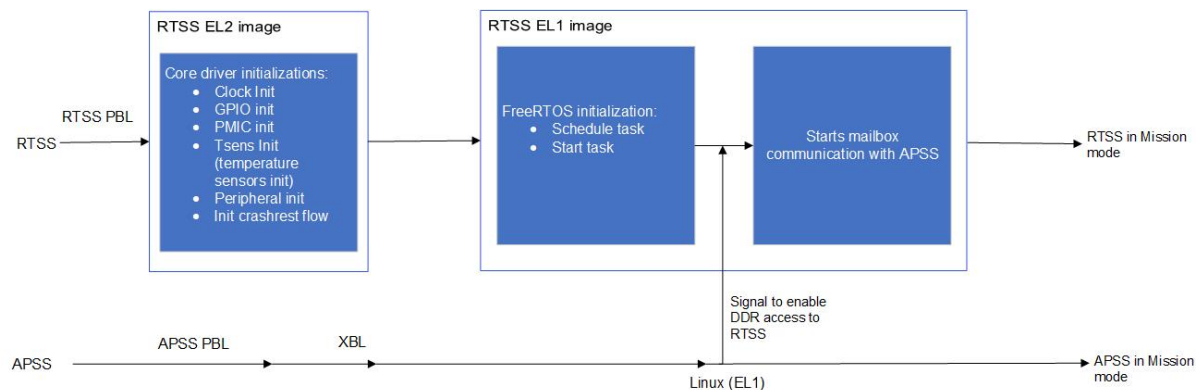 RTSS EL2 image
Core driver initializations:
• Clock Init
• GPIO init
• PMIC init
• Tsens Init
(temperature
sensors init)
• Peripheral init
• Init crashrest flow
RTSS PBL
RTSS
RTSS EL1 image
FreeRTOS initialization:
• Schedule task
• Start task
Starts mailbox
communication with APSS
RTSS in Mission
mode
Signal to enable
DDR access to
RTSS
APSS
APSS PBL
XBL
Linux (EL1)
APSS in Mission
mode